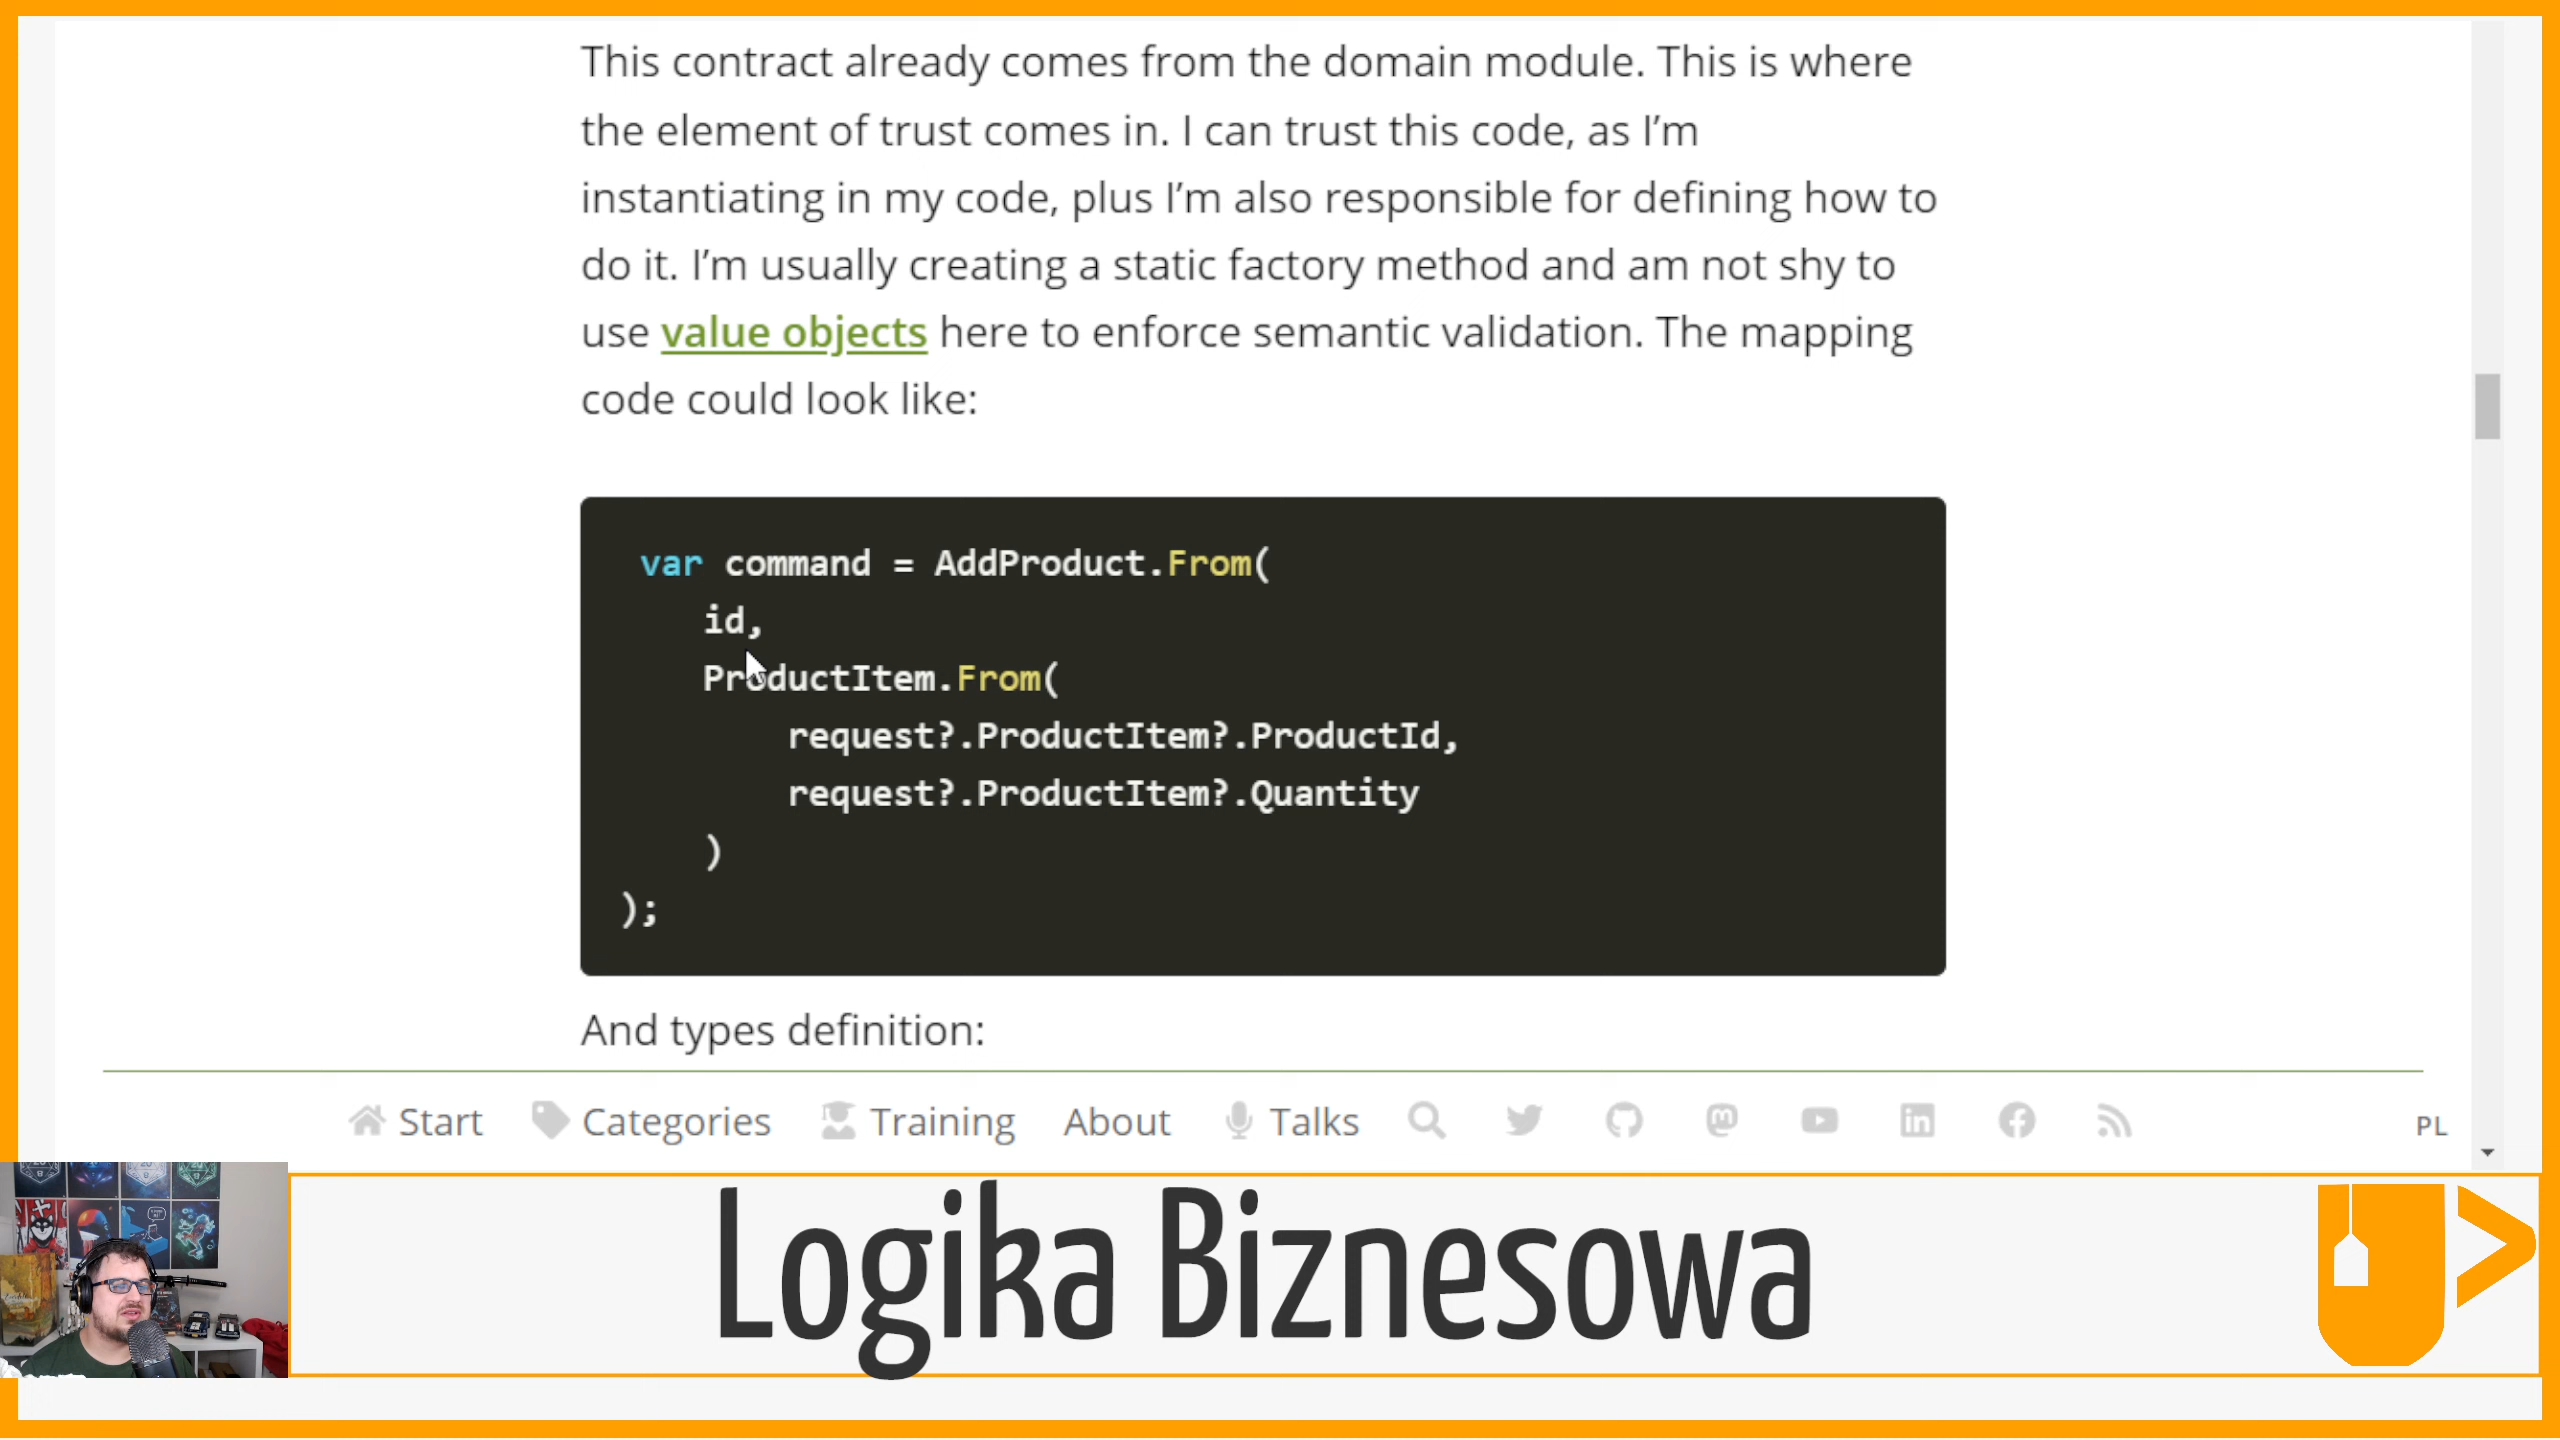 This contract already comes from the domain module. This is where
the element of trust comes in. I can trust this code, as I’m
instantiating in my code, plus I’m also responsible for defining how to
do it. I’m usually creating a static factory method and am not shy to
use value objects here to enforce semantic validation. The mapping
code could look like:
var command = AddProduct.From(
id,
ProductItem.From(
request?.ProductItem?.ProductId,
request?.ProductItem?.Quantity
)
);
And types definition:
Start Categories Training About Talks PL
Logika Biznesowa